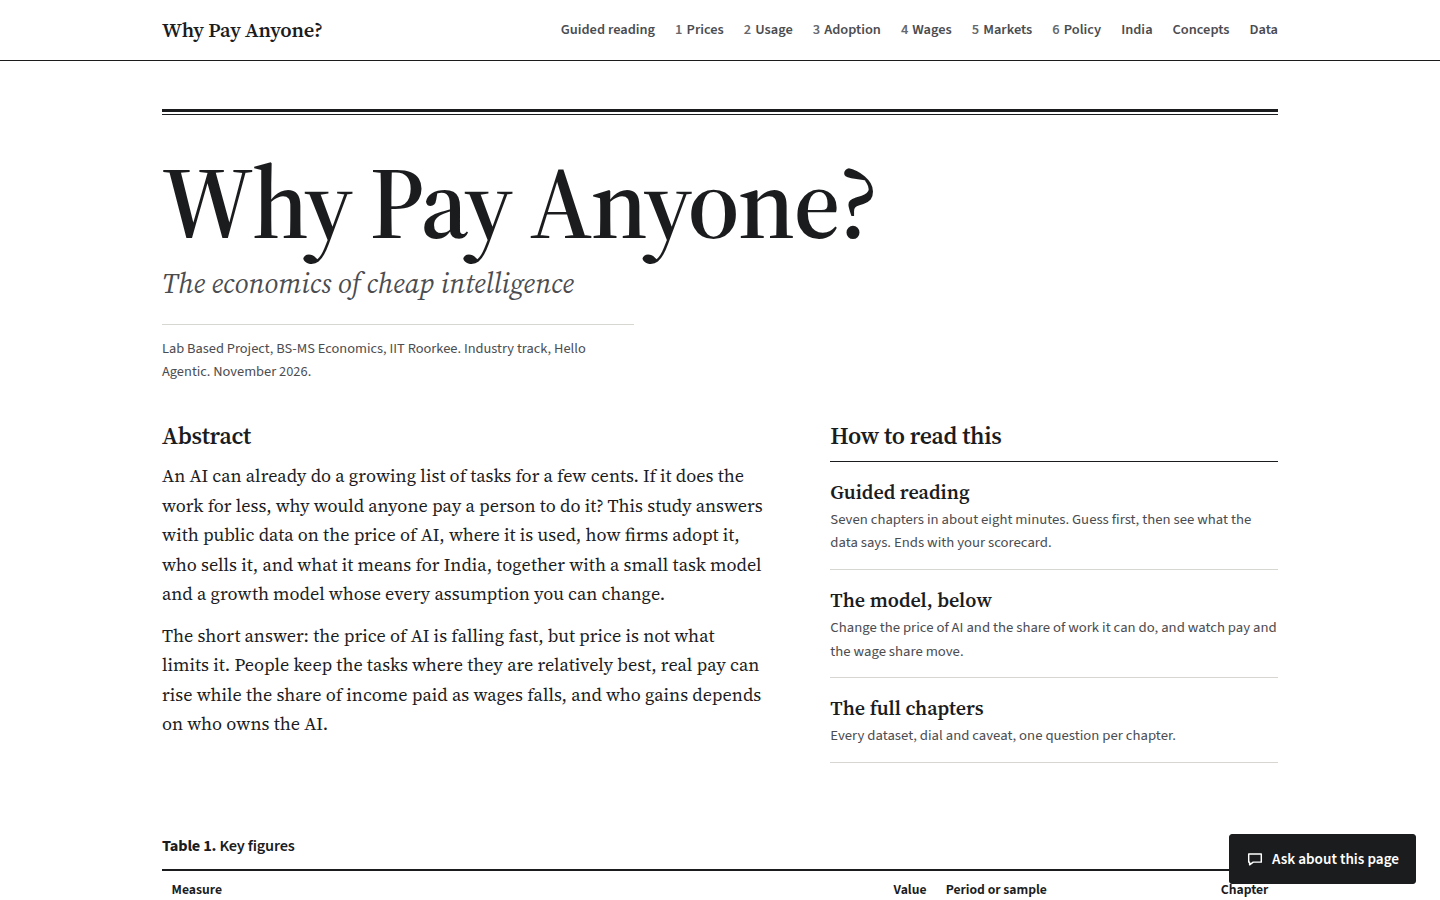 Why Pay Anyone?
Guided reading 1 Prices 2 Usage 3 Adoption 4 Wages 5 Markets 6 Policy India Concepts Data
Why Pay Anyone?
The economics of cheap intelligence
Lab Based Project, BS-MS Economics, IIT Roorkee. Industry track, Hello
Agentic. November 2026.
Abstract
An AI can already do a growing list of tasks for a few cents. If it does the
work for less, why would anyone pay a person to do it? This study answers
with public data on the price of AI, where it is used, how firms adopt it,
who sells it, and what it means for India, together with a small task model
and a growth model whose every assumption you can change.
The short answer: the price of AI is falling fast, but price is not what
limits it. People keep the tasks where they are relatively best, real pay can
rise while the share of income paid as wages falls, and who gains depends
on who owns the AI.
How to read this
Guided reading
Seven chapters in about eight minutes. Guess first, then see what the
data says. Ends with your scorecard.
The model, below
Change the price of AI and the share of work it can do, and watch pay and
the wage share move.
The full chapters
Every dataset, dial and caveat, one question per chapter.
Table 1. Key figures
Ask about this page
Measure Value Period or sample Chapter